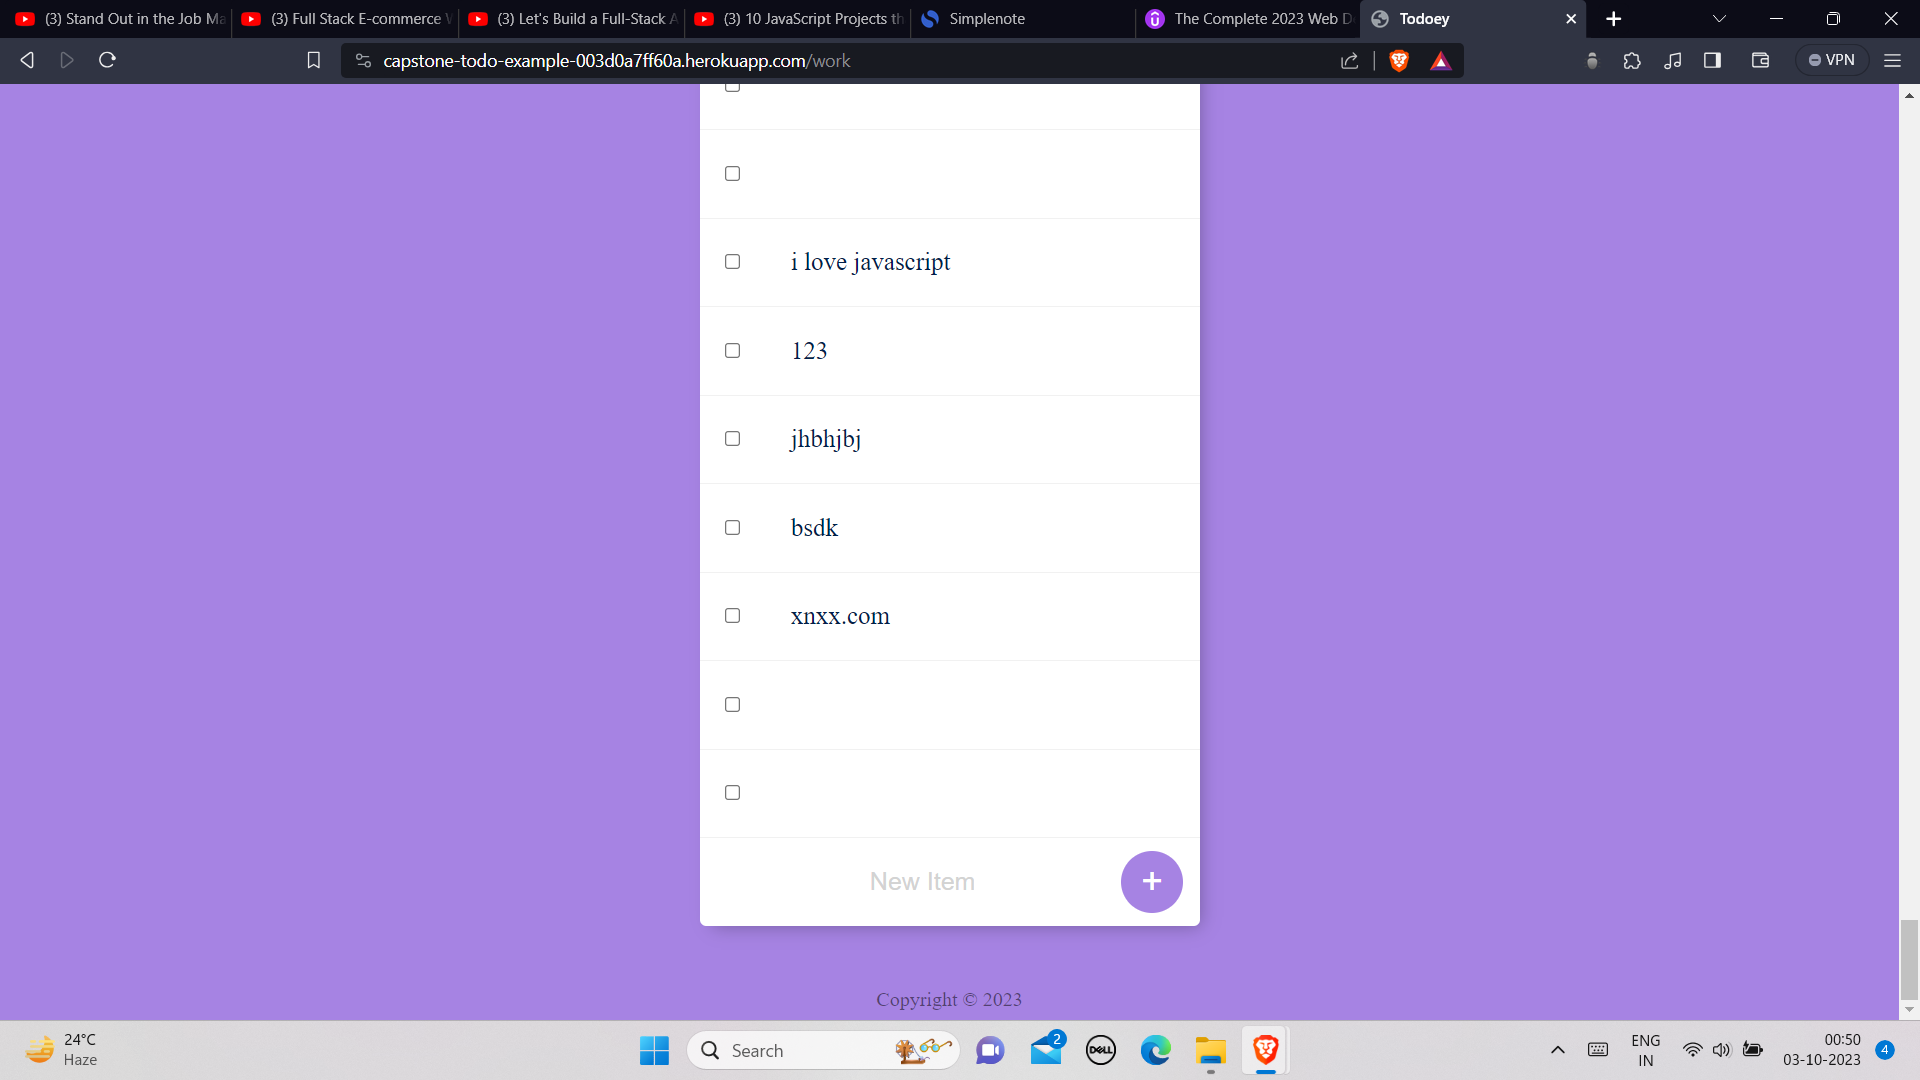 (3) Stand Out in the Job Ma
(3) Full Stack E-commerce W
(3) Let's Build a Full-Stack A
(3) 10 JavaScript Projects th
Simplenote
The Complete 2023 Web D
Todoey
capstone-todo-example-003d0a7ff60a.herokuapp.com/work
VPN
i love javascript
123
jhbhjbj
bsdk
xnxx.com
New Item
+
Copyright © 2023
24°C
Haze
Search
2
DELL
ENG
IN
00:50
03-10-2023
4